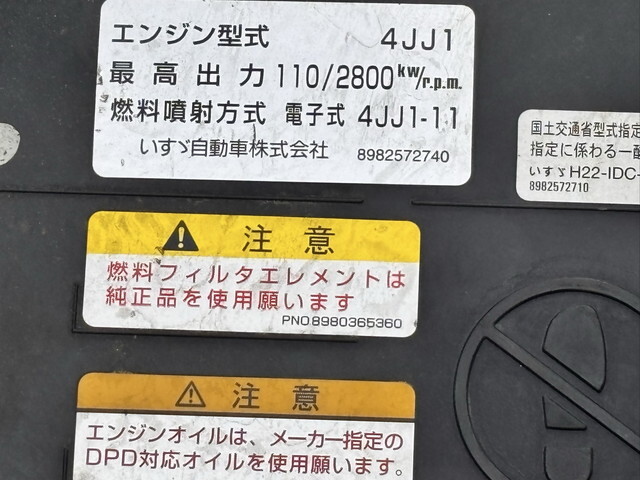 エンジン型式 4JJ1
最高出力 110/2800kw/r.p.m.
燃料噴射方式 電子式 4JJ1-11
いすゞ自動車株式会社 8982572740
国土交通省型式指定
指定に係わる一酸
いすゞH22-IDC-
8982572710
注意
燃料フィルタエレメントは
純正品を使用願います
PNO8980365360
注意
エンジンオイルは、メーカー指定の
DPD対応オイルを使用願います。